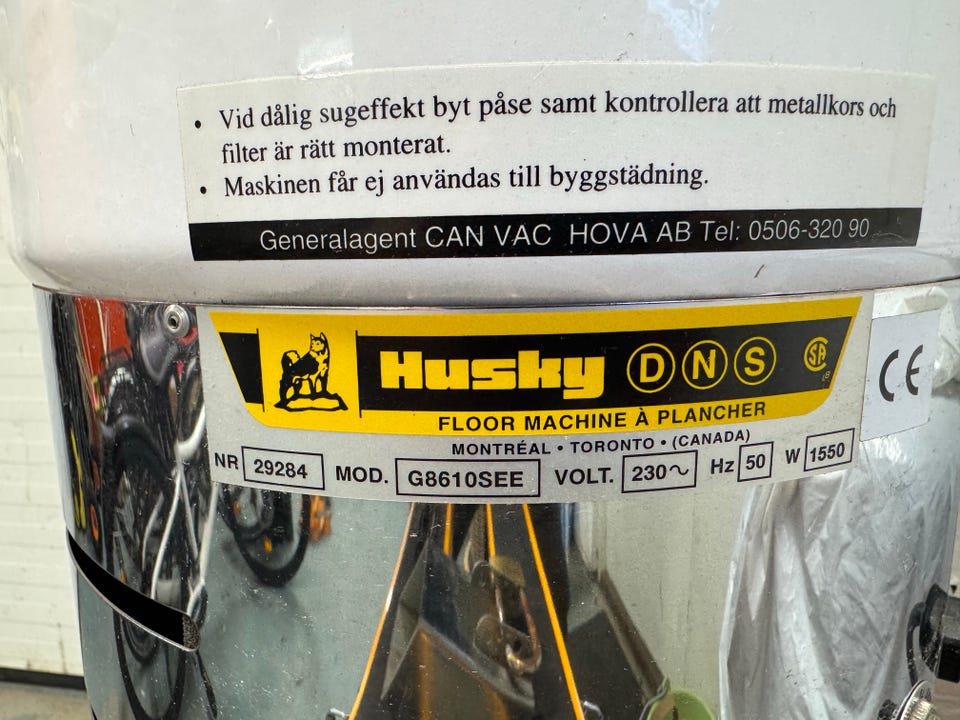 • Vid dålig sugeffekt byt påse samt kontrollera att metallkors och
filter är rätt monterat.
• Maskinen får ej användas till byggstädning.
Generalagent CAN VAC HOVA AB Tel: 0506-320 90
Husky DNS SA
FLOOR MACHINE À PLANCHER
MONTRÉAL • TORONTO • (CANADA)
NR 29284 MOD. G8610SEE VOLT. 230~ Hz 50 W 1550
CE